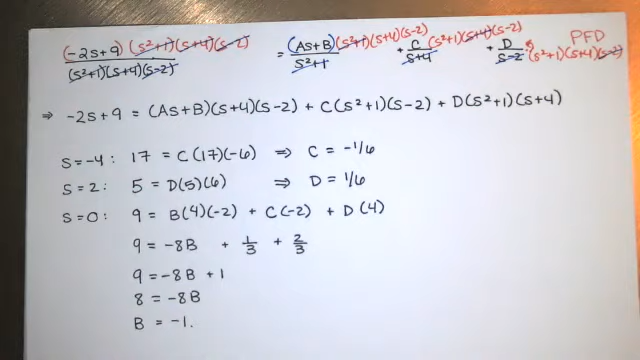 (-2s+9) (s²+1)(s+4)(s-2) / (s²+1)(s+4)(s-2) = (As+B)(s²+1)(s+4)(s-2) / s²+1 + C (s²+1)(s+4)(s-2) / s+4 + D (s²+1)(s+4)(s-2) / s-2 PFD
⇒ -2s+9 = (As+B)(s+4)(s-2) + C(s²+1)(s-2) + D(s²+1)(s+4)
s=-4: 17 = C(17)(-6) ⇒ C = -1/6
s=2: 5 = D(5)(6) ⇒ D = 1/6
s=0: 9 = B(4)(-2) + C(-2) + D(4)
9 = -8B + 1/3 + 2/3
9 = -8B + 1
8 = -8B
B = -1.